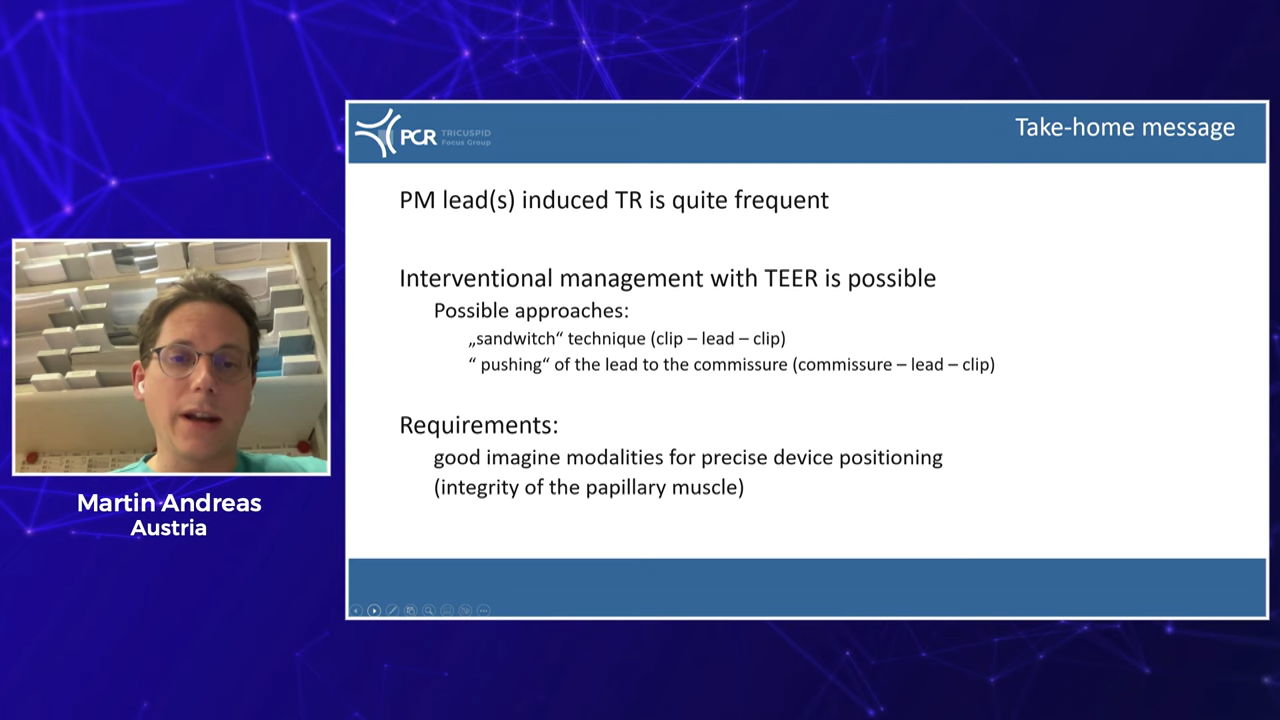 PCR TRICUSPID
Focus Group
Take-home message
PM lead(s) induced TR is quite frequent
Interventional management with TEER is possible
Possible approaches:
„sandwitch“ technique (clip – lead – clip)
“ pushing“ of the lead to the commissure (commissure – lead – clip)
Requirements:
good imagine modalities for precise device positioning
(integrity of the papillary muscle)
Martin Andreas
Austria